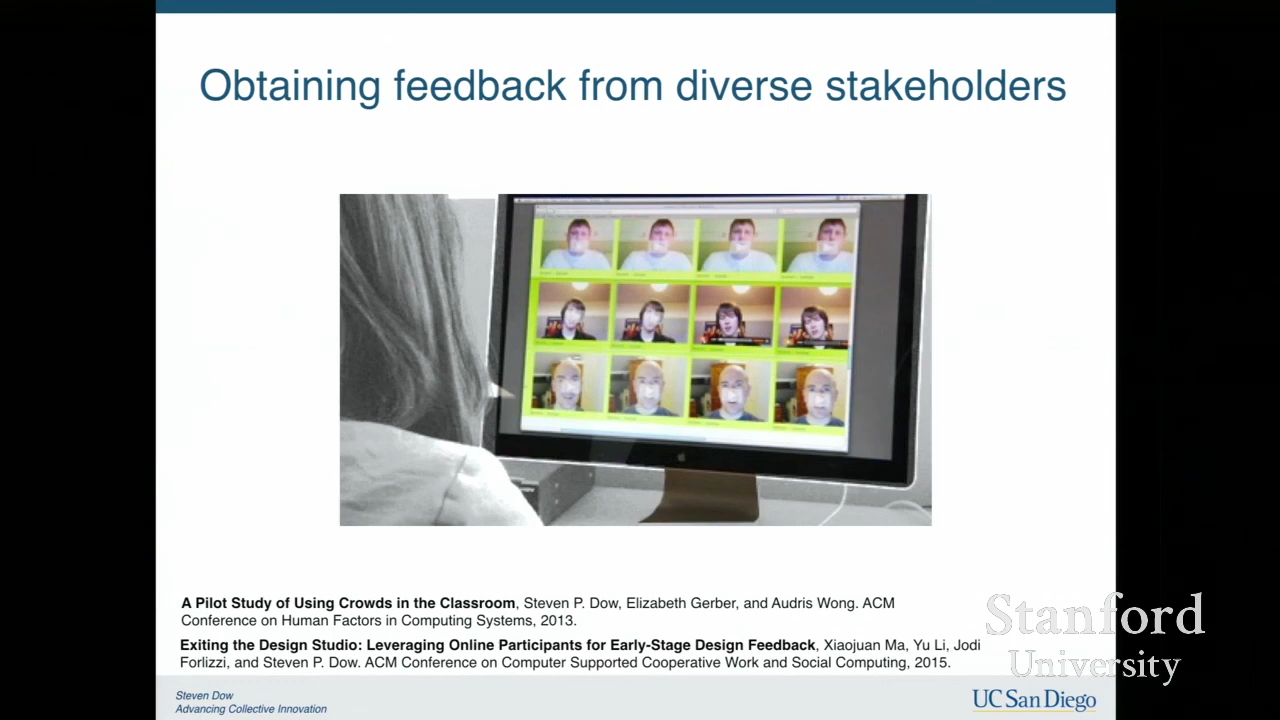 Obtaining feedback from diverse stakeholders
A Pilot Study of Using Crowds in the Classroom, Steven P. Dow, Elizabeth Gerber, and Audris Wong. ACM
Conference on Human Factors in Computing Systems, 2013.
Exiting the Design Studio: Leveraging Online Participants for Early-Stage Design Feedback, Xiaojuan Ma, Yu Li, Jodi
Forlizzi, and Steven P. Dow. ACM Conference on Computer Supported Cooperative Work and Social Computing, 2015.
Stanford
University
Steven Dow
Advancing Collective Innovation
UC San Diego